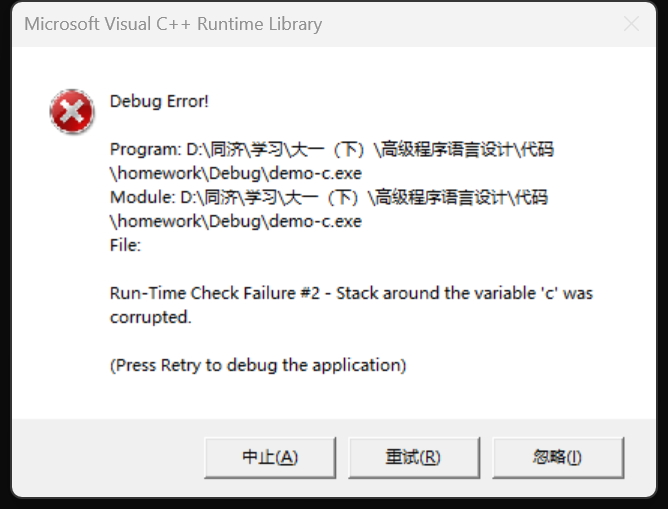 Microsoft Visual C++ Runtime Library
Debug Error!
Program: D:\同济\学习\大一（下）\高级程序语言设计\代码
\homework\Debug\demo-c.exe
Module: D:\同济\学习\大一（下）\高级程序语言设计\代码
\homework\Debug\demo-c.exe
File:
Run-Time Check Failure #2 - Stack around the variable 'c' was
corrupted.
(Press Retry to debug the application)
中止(A)
重试(R)
忽略(I)